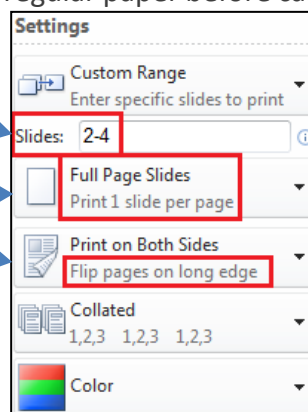 Settings
Custom Range
Enter specific slides to print
Slides: 2-4
Full Page Slides
Print 1 slide per page
Print on Both Sides
Flip pages on long edge
Collated
1,2,3 1,2,3 1,2,3
Color